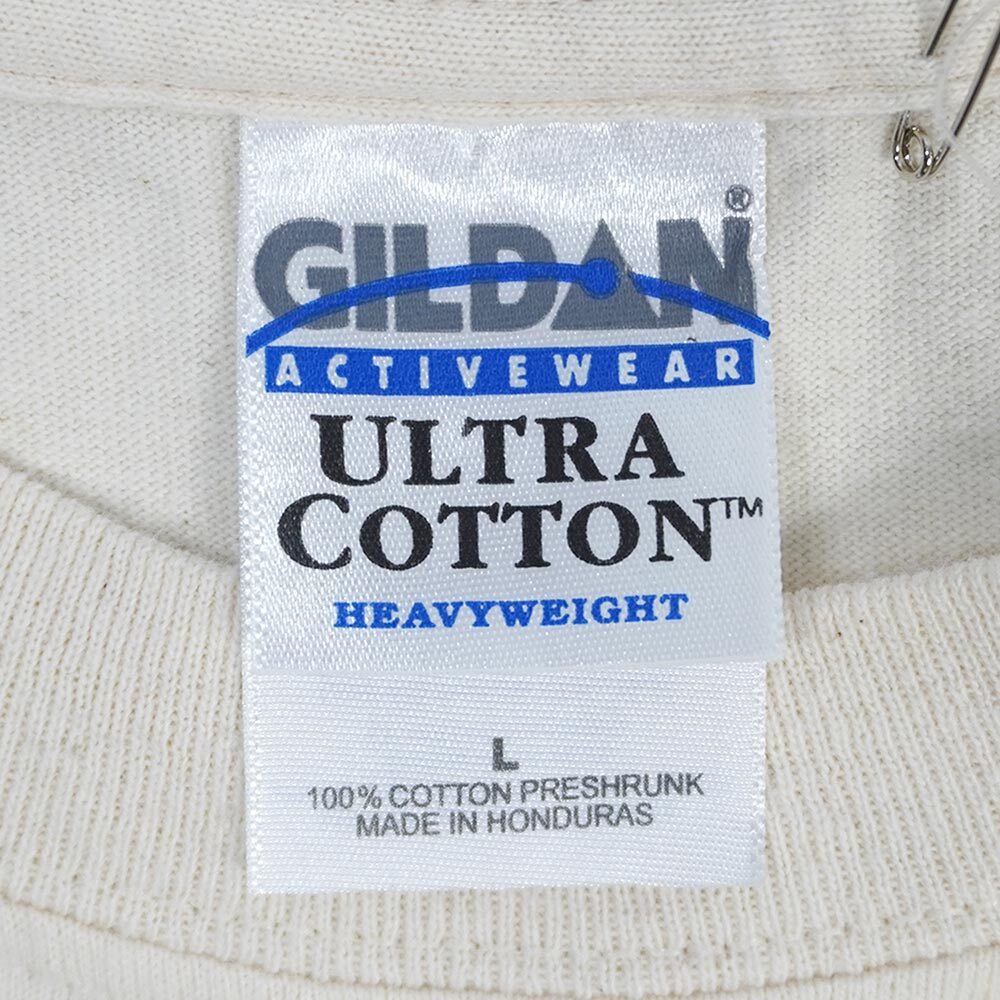 GILDAN®
ACTIVEWEAR
ULTRA
COTTON™
HEAVYWEIGHT
L
100% COTTON PRESHRUNK
MADE IN HONDURAS